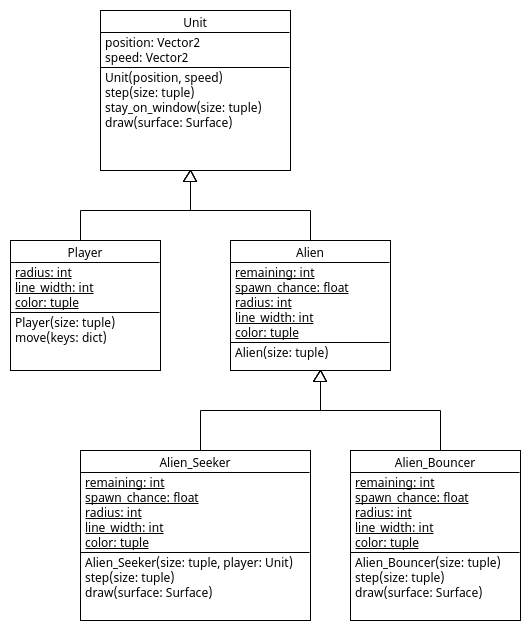 Unit
position: Vector2
speed: Vector2
Unit(position, speed)
step(size: tuple)
stay_on_window(size: tuple)
draw(surface: Surface)
Player
radius: int
line_width: int
color: tuple
Player(size: tuple)
move(keys: dict)
Alien
remaining: int
spawn_chance: float
radius: int
line_width: int
color: tuple
Alien(size: tuple)
Alien_Seeker
remaining: int
spawn_chance: float
radius: int
line_width: int
color: tuple
Alien_Seeker(size: tuple, player: Unit)
step(size: tuple)
draw(surface: Surface)
Alien_Bouncer
remaining: int
spawn_chance: float
radius: int
line_width: int
color: tuple
Alien_Bouncer(size: tuple)
step(size: tuple)
draw(surface: Surface)